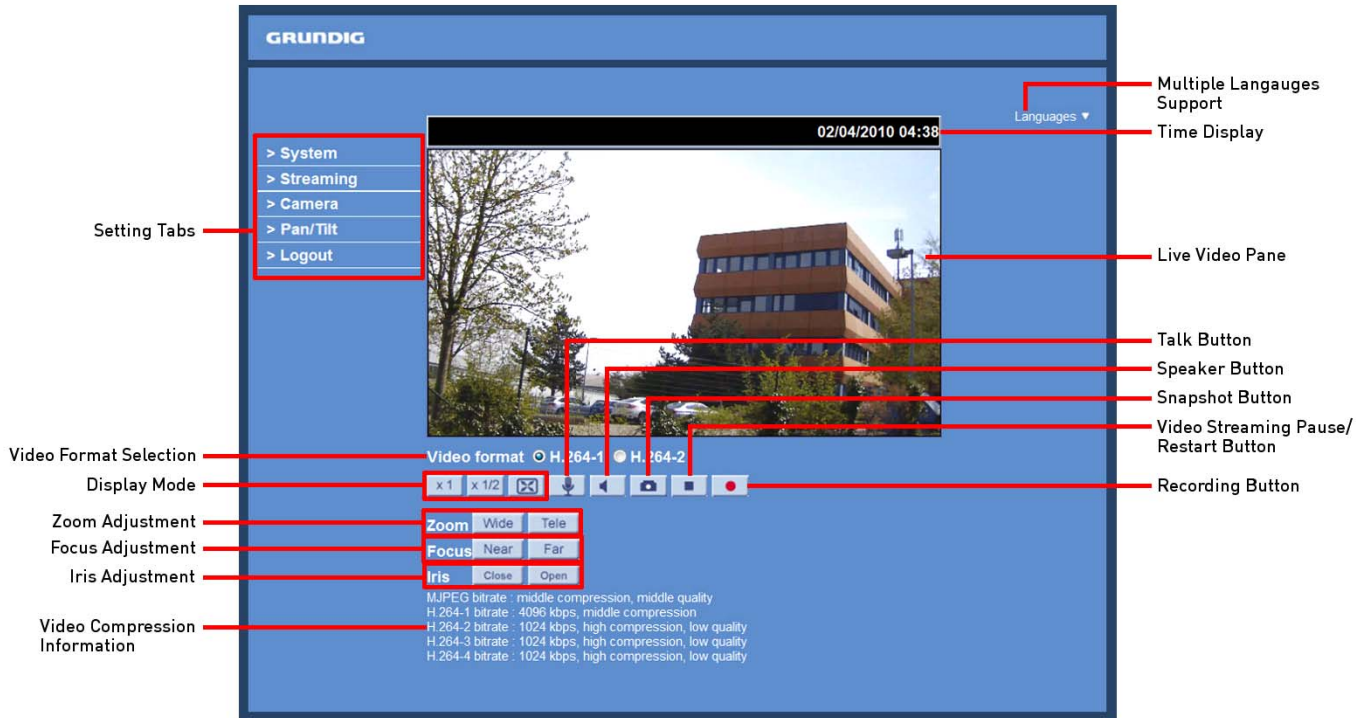 GRUNDIG
Multiple Langauges
Support
Languages ▼
Time Display
02/04/2010 04:38
> System
> Streaming
> Camera
> Pan/Tilt
> Logout
Setting Tabs
Live Video Pane
Talk Button
Speaker Button
Snapshot Button
Video Streaming Pause/
Restart Button
Recording Button
Video Format Selection
Video format H.264-1 H.264-2
Display Mode
x 1 x 1/2
Zoom Adjustment
Zoom Wide Tele
Focus Adjustment
Focus Near Far
Iris Adjustment
Iris Close Open
Video Compression
Information
MJPEG bitrate : middle compression, middle quality
H.264-1 bitrate : 4096 kbps, middle compression
H.264-2 bitrate : 1024 kbps, high compression, low quality
H.264-3 bitrate : 1024 kbps, high compression, low quality
H.264-4 bitrate : 1024 kbps, high compression, low quality